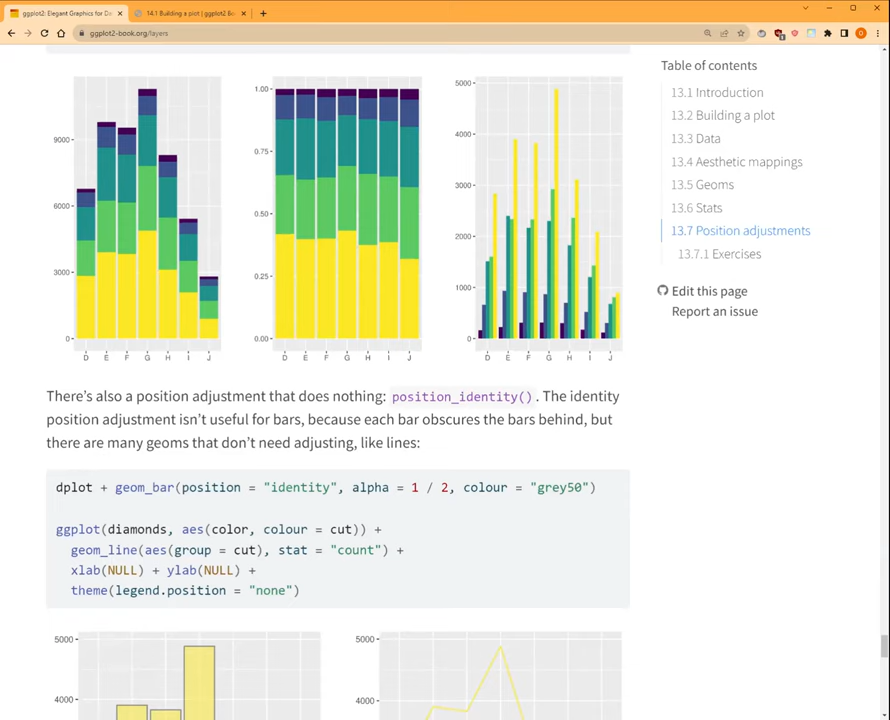 ggplot2: Elegant Graphics for Da
14.1 Building a plot | ggplot2 Bo
ggplot2-book.org/layers
Table of contents
13.1 Introduction
13.2 Building a plot
13.3 Data
13.4 Aesthetic mappings
13.5 Geoms
13.6 Stats
13.7 Position adjustments
13.7.1 Exercises
Edit this page
Report an issue
9000
6000
3000
0
D E F G H I J
1.00
0.75
0.50
0.25
0.00
D E F G H I J
5000
4000
3000
2000
1000
0
D E F G H I J
There's also a position adjustment that does nothing: position_identity(). The identity
position adjustment isn't useful for bars, because each bar obscures the bars behind, but
there are many geoms that don't need adjusting, like lines:
dplot + geom_bar(position = "identity", alpha = 1 / 2, colour = "grey50")
ggplot(diamonds, aes(color, colour = cut)) +
geom_line(aes(group = cut), stat = "count") +
xlab(NULL) + ylab(NULL) +
theme(legend.position = "none")
5000
4000
5000
4000